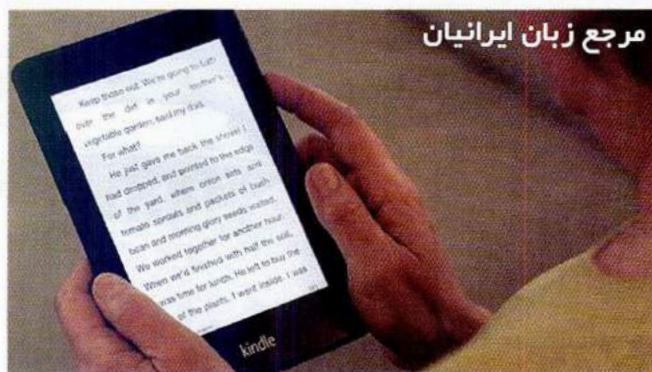 مرجع زبان ایرانیان
Keep those out. We're going to
over the dirt in your mother's
vegetable garden, said my dad.
For what?
He just gave me back the shovel I
had dropped, and pointed to the edge
of the yard, where onion sets and
tomato sprouts and packets of bush
bean and morning glory seeds waited.
We worked together for another hour.
When we'd finished with half the soil,
was time for lunch. He left to buy the
of the plants. I went inside. I was
kindle